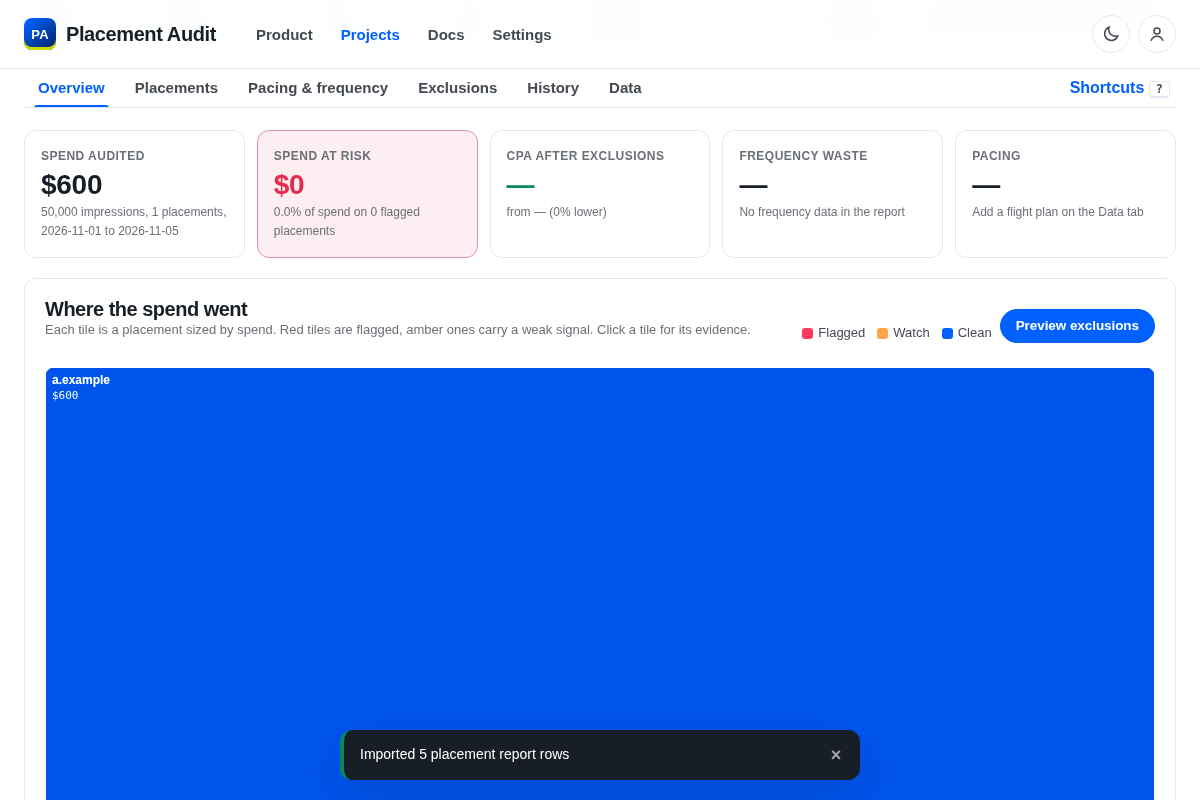 PA
Placement Audit
Product
Projects
Docs
Settings
Overview
Placements
Pacing & frequency
Exclusions
History
Data
Shortcuts ?
SPEND AUDITED
$600
50,000 impressions, 1 placements,
2026-11-01 to 2026-11-05
SPEND AT RISK
$0
0.0% of spend on 0 flagged
placements
CPA AFTER EXCLUSIONS
—
from — (0% lower)
FREQUENCY WASTE
—
No frequency data in the report
PACING
—
Add a flight plan on the Data tab
Where the spend went
Each tile is a placement sized by spend. Red tiles are flagged, amber ones carry a weak signal. Click a tile for its evidence.
Flagged
Watch
Clean
Preview exclusions
a.example
$600
Imported 5 placement report rows
×